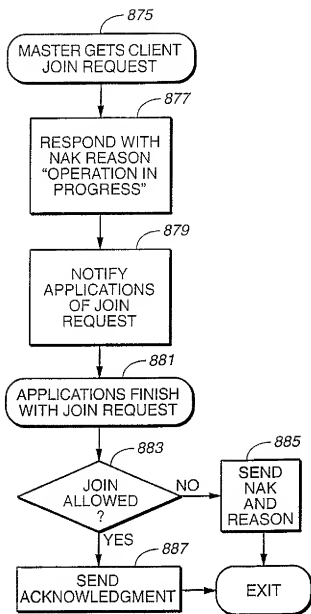 875
MASTER GETS CLIENT
JOIN REQUEST
877
RESPOND WITH
NAK REASON
"OPERATION IN
PROGRESS"
879
NOTIFY
APPLICATIONS
OF JOIN
REQUEST
881
APPLICATIONS FINISH
WITH JOIN REQUEST
883
JOIN
ALLOWED
?
NO
YES
885
SEND
NAK
AND
REASON
887
SEND
ACKNOWLEDGMENT
EXIT